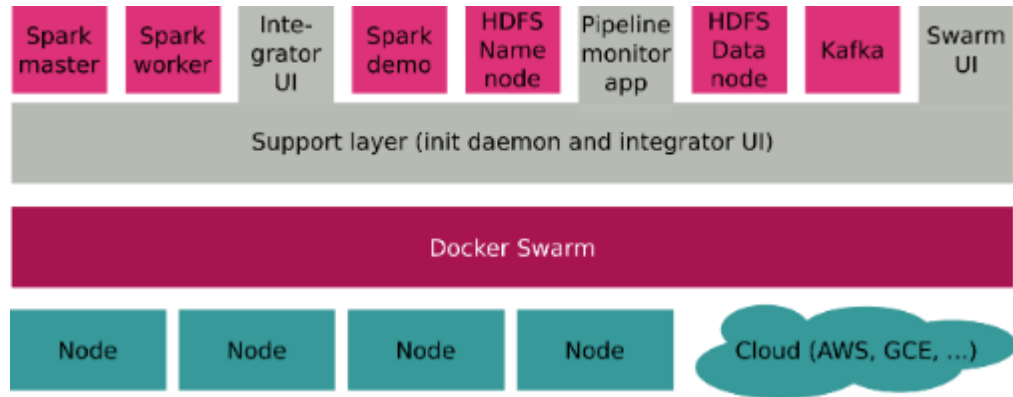 Spark
master
Spark
worker
Inte-
grator
UI
Spark
demo
HDFS
Name
node
Pipeline
monitor
app
HDFS
Data
node
Kafka
Swarm
UI
Support layer (init daemon and integrator UI)
Docker Swarm
Node
Node
Node
Node
Cloud (AWS, GCE, ...)